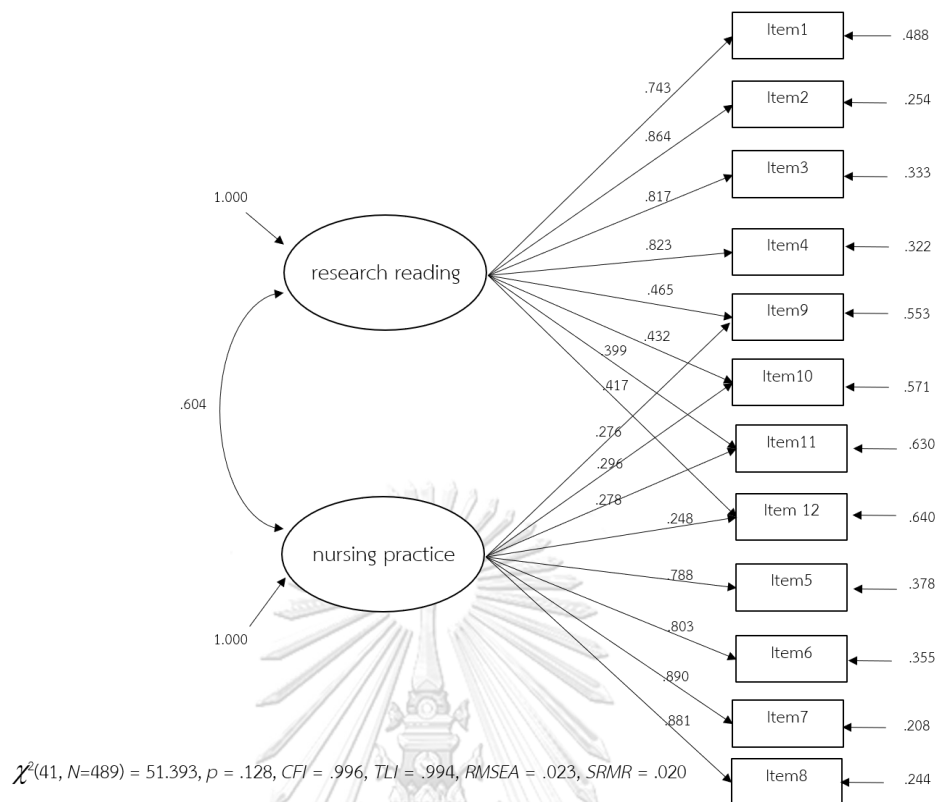 Item1
.488
.743
Item2
.254
.864
Item3
.333
.817
1.000
Item4
.322
.823
research reading
.465
Item9
.553
.432
.399
Item10
.571
.417
.604
.276
Item11
.630
.296
.278
Item 12
.640
.248
nursing practice
.788
Item5
.378
.803
1.000
Item6
.355
.890
.881
Item7
.208
χ²(41, N=489) = 51.393, p = .128, CFI = .996, TLI = .994, RMSEA = .023, SRMR = .020
Item8
.244